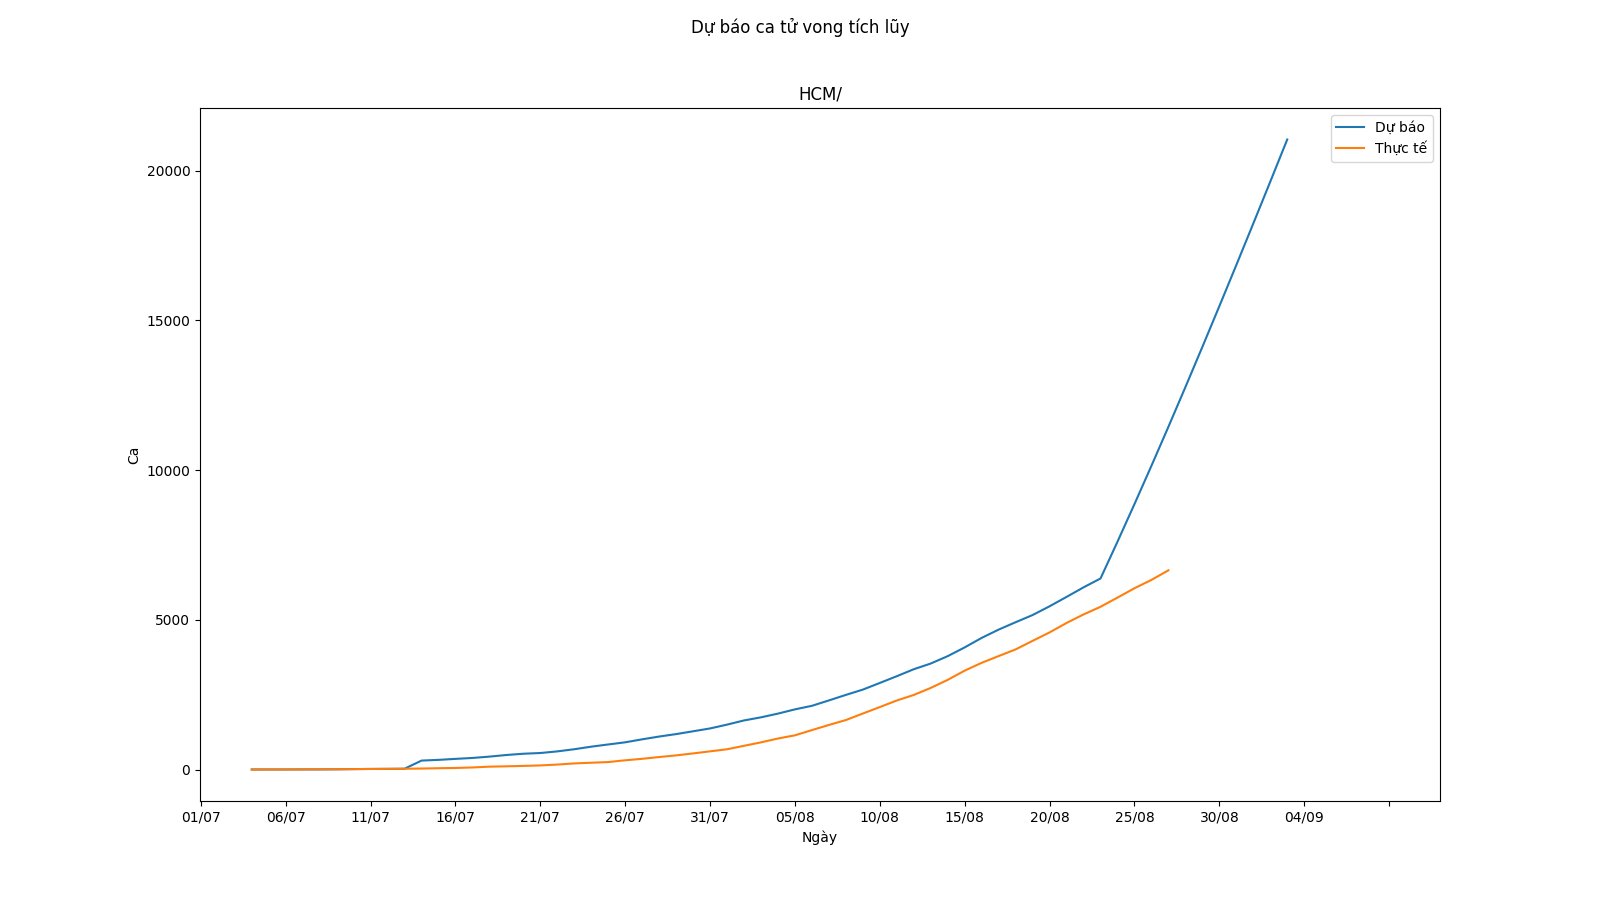 Dự báo ca tử vong tích lũy
HCM/
Dự báo
Thực tế
20000
15000
10000
5000
0
Ca
01/07 06/07 11/07 16/07 21/07 26/07 31/07 05/08 10/08 15/08 20/08 25/08 30/08 04/09
Ngày